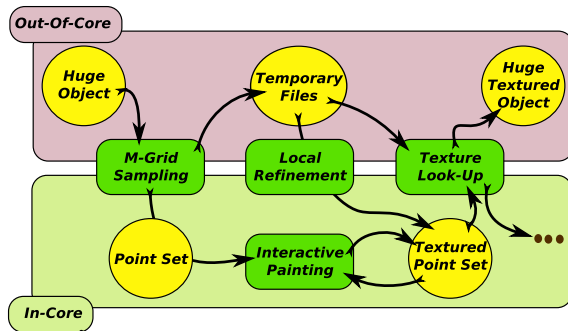 Out-Of-Core
Huge
Object
Temporary
Files
Huge
Textured
Object
M-Grid
Sampling
Local
Refinement
Texture
Look-Up
Point Set
Interactive
Painting
Textured
Point Set
In-Core